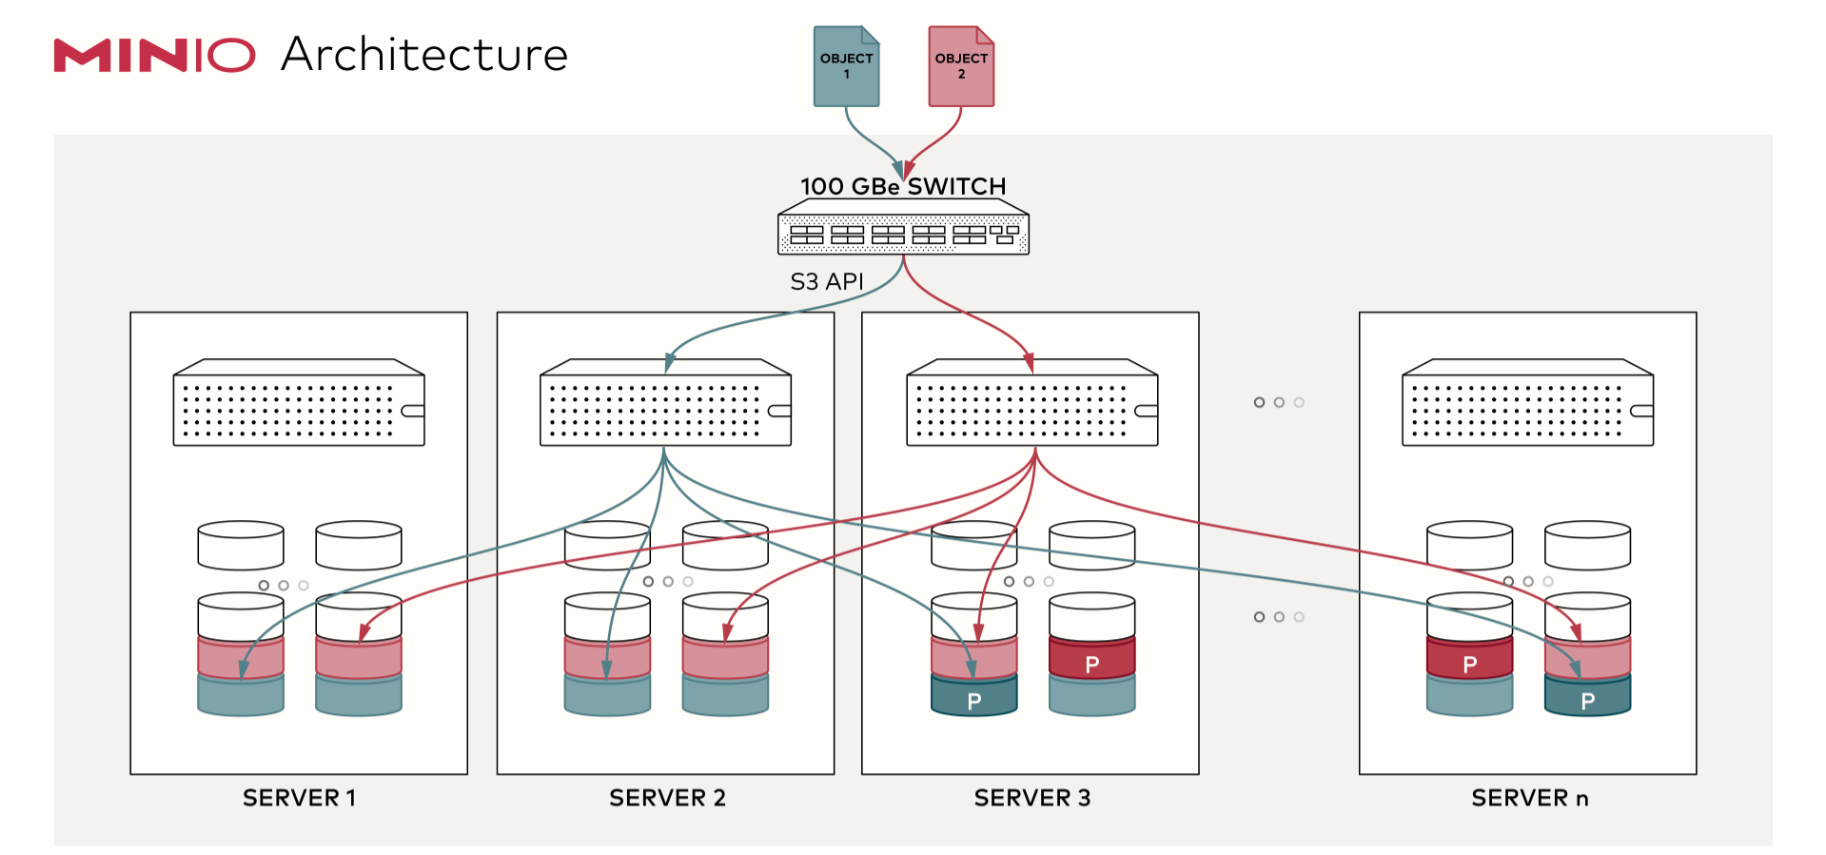 MINIO Architecture
OBJECT
1
OBJECT
2
100 GBe SWITCH
S3 API
P
P
P
P
SERVER 1
SERVER 2
SERVER 3
SERVER n